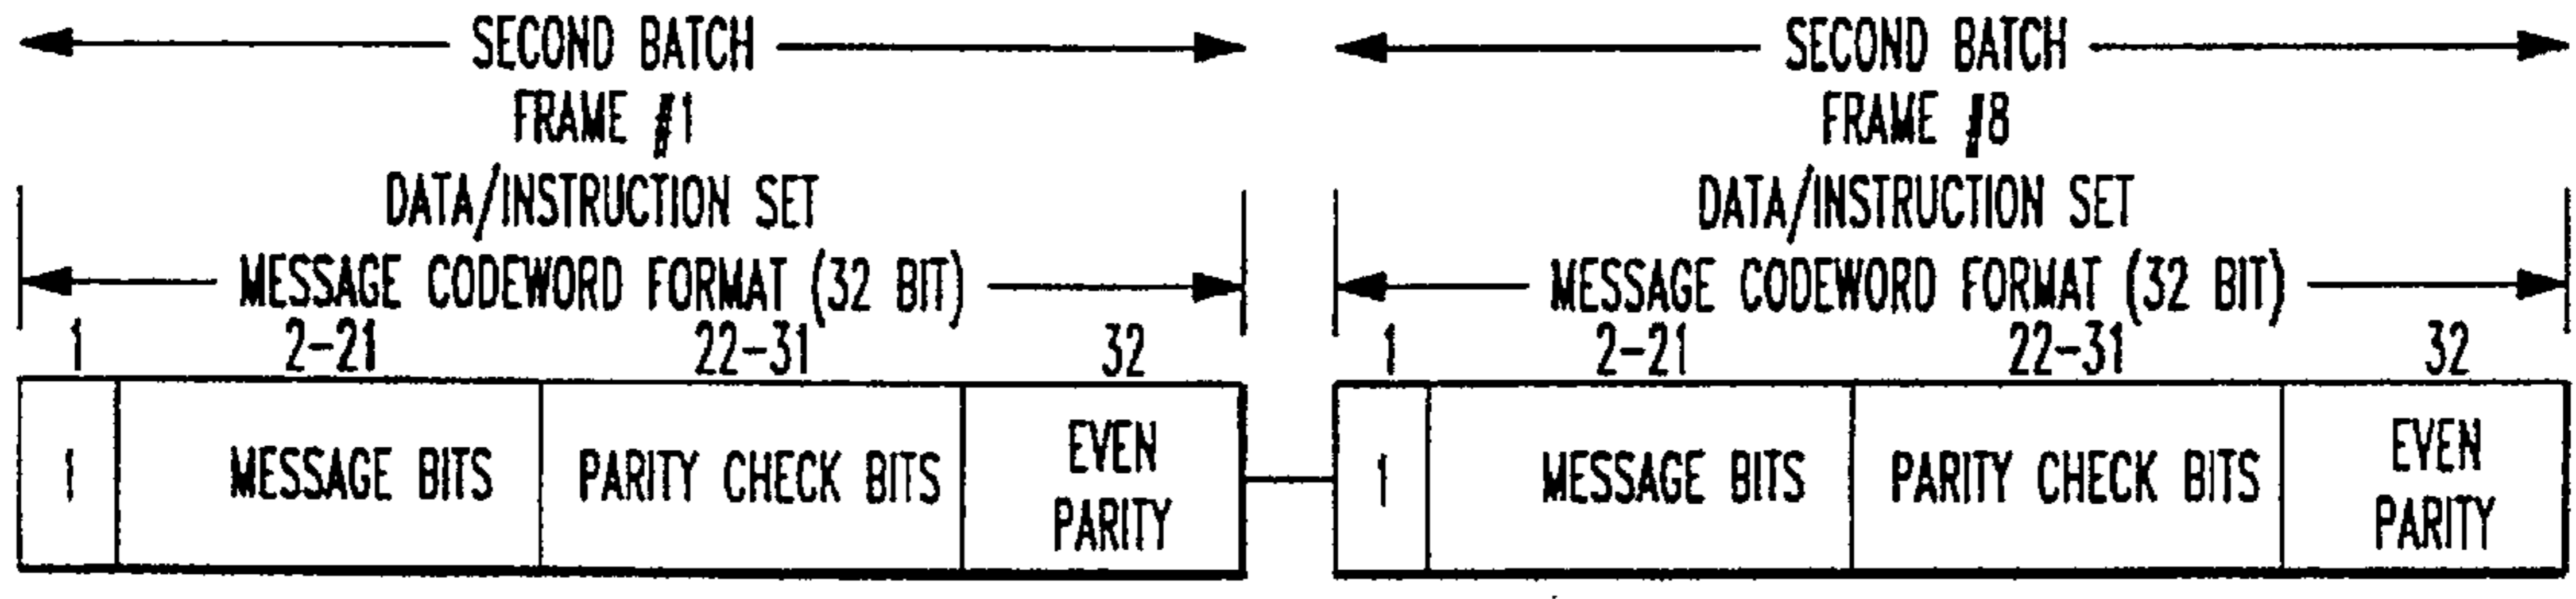 SECOND BATCH
FRAME #1
DATA/INSTRUCTION SET
MESSAGE CODEWORD FORMAT (32 BIT)
1 2-21 22-31 32
1 MESSAGE BITS PARITY CHECK BITS EVEN PARITY
SECOND BATCH
FRAME #8
DATA/INSTRUCTION SET
MESSAGE CODEWORD FORMAT (32 BIT)
1 2-21 22-31 32
1 MESSAGE BITS PARITY CHECK BITS EVEN PARITY